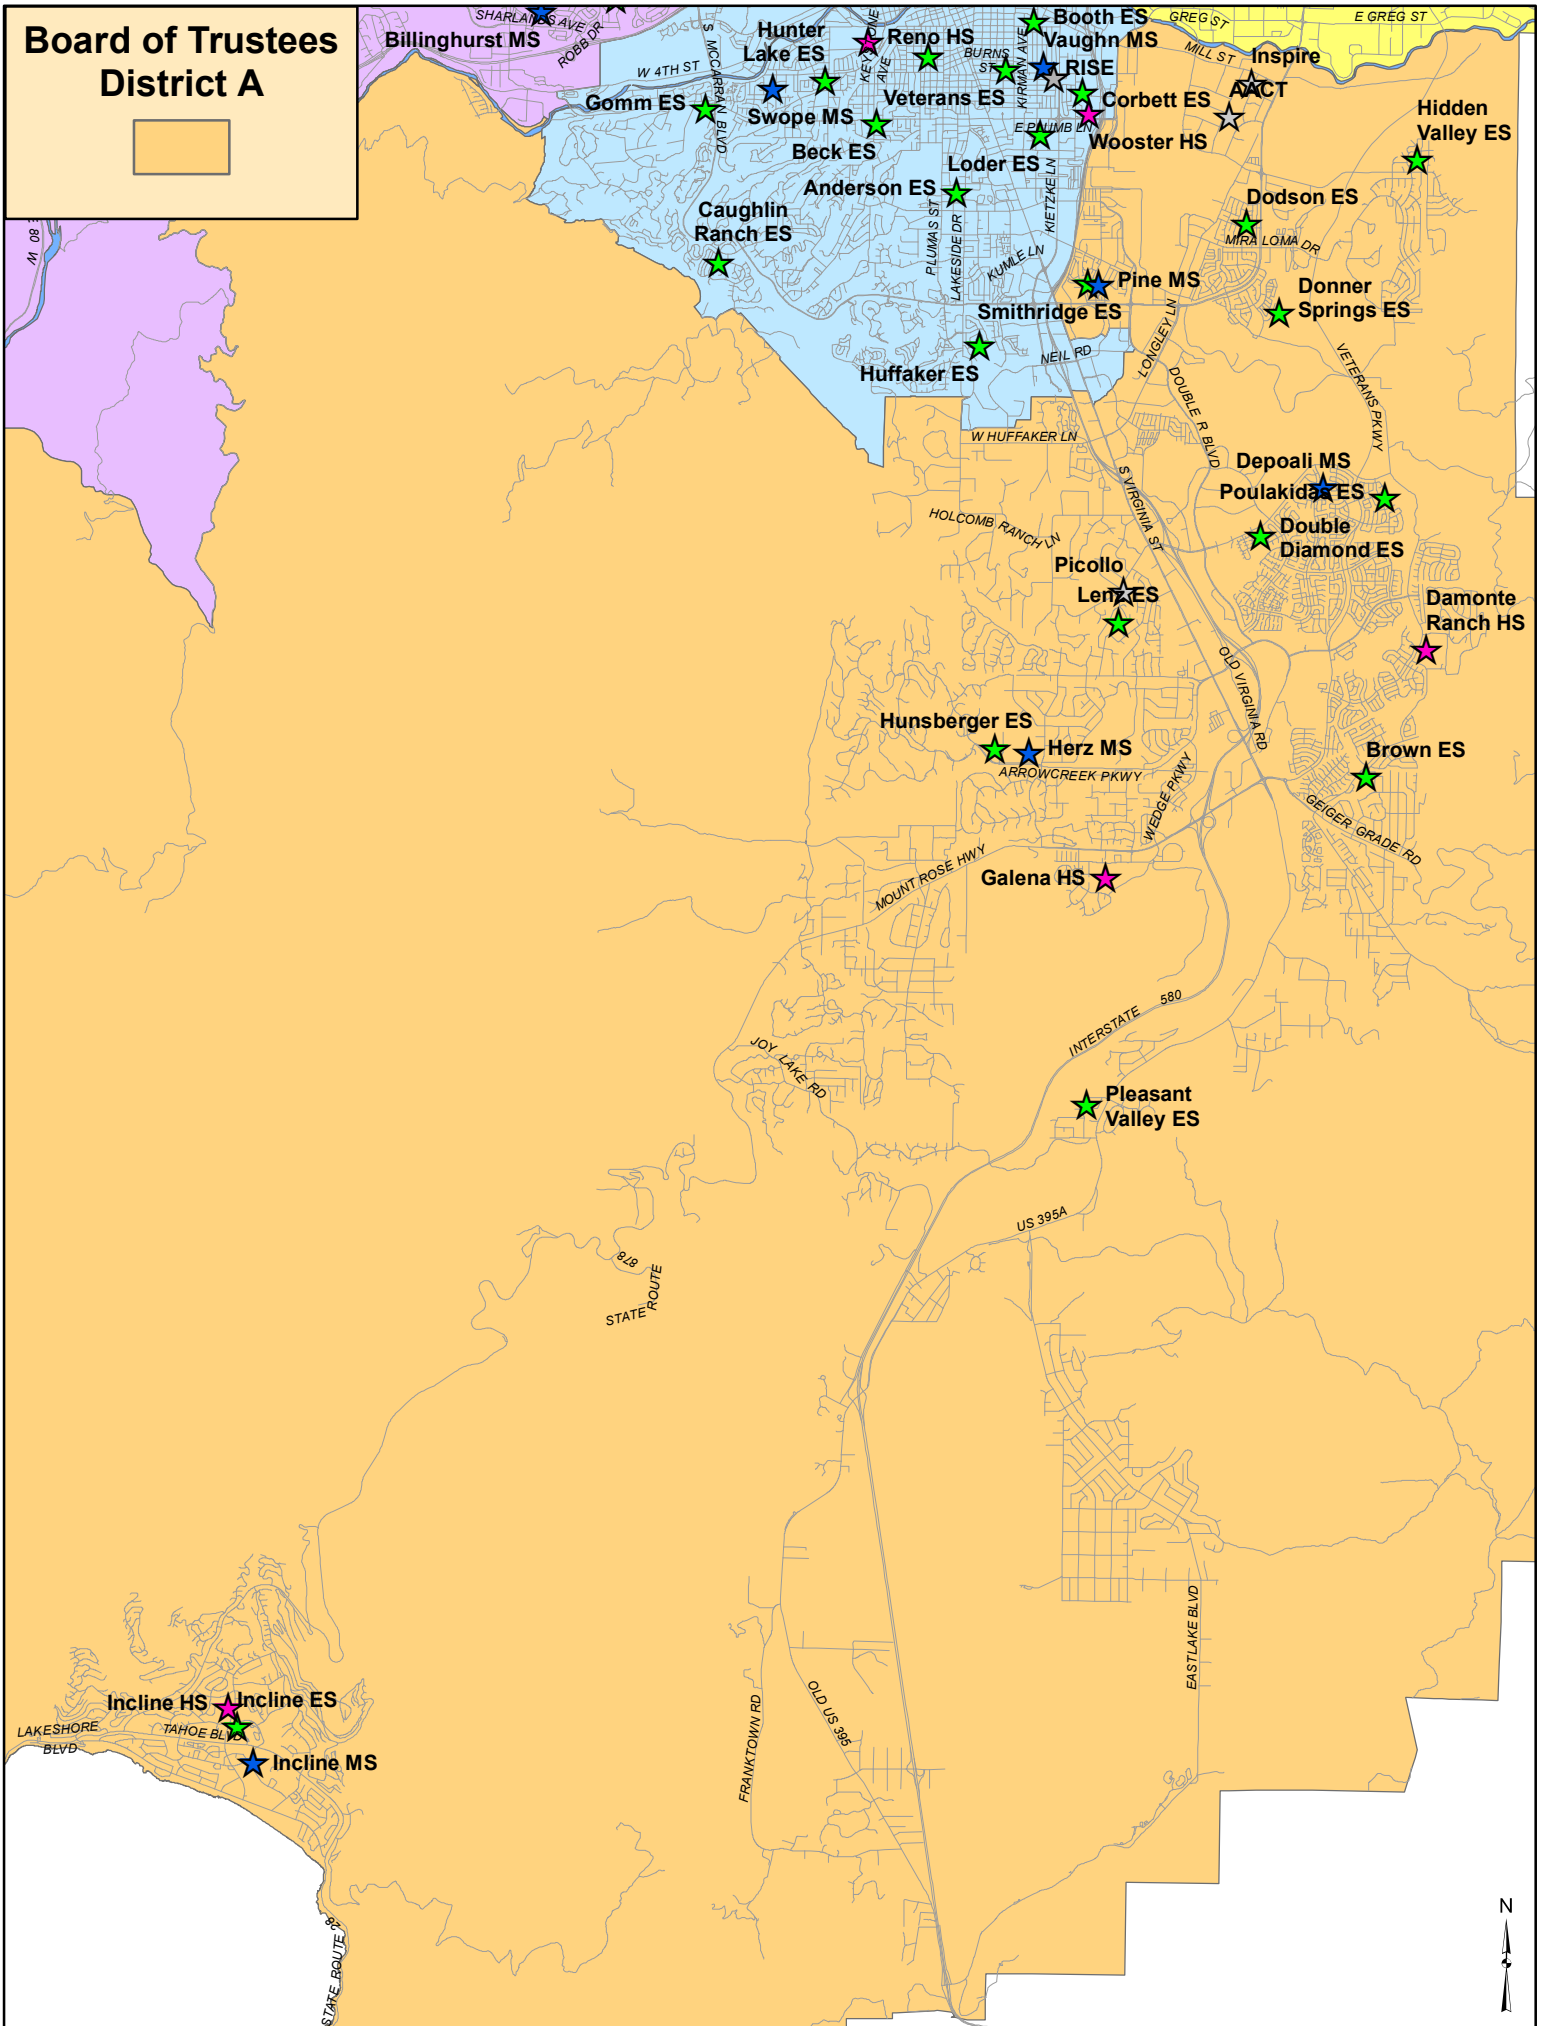 Board of Trustees
District A
SHARLANDS AVE
Billinghurst MS
ROBB DR
W 4TH ST
S MCCARRAN BLVD
Hunter
Lake ES
Reno HS
AVE
BURNS
ST
KIRMAN AVE
Booth ES
Vaughn MS
RISE
GREG ST
E GREG ST
MILL ST
Inspire
AACT
Gomm ES
Swope MS
Veterans ES
Corbett ES
Hidden
Valley ES
Beck ES
E PLUMB LN
Wooster HS
Loder ES
KIETZKE LN
Anderson ES
Caughlin
Ranch ES
PLUMAS ST
LAKESIDE DR
KUMLE LN
Dodson ES
MIRA LOMA DR
80 W
Pine MS
Smithridge ES
Donner
Springs ES
LONGLEY LN
NEIL RD
Huffaker ES
DOUBLE R BLVD
VETERANS PKWY
W HUFFAKER LN
S VIRGINIA ST
Depoali MS
Poulakidas ES
HOLCOMB RANCH LN
Double
Diamond ES
Picollo
Lenz ES
Damonte
Ranch HS
OLD VIRGINIA RD
Hunsberger ES
Herz MS
ARROWCREEK PKWY
WEDGE PKWY
Brown ES
GEIGER GRADE RD
MOUNT ROSE HWY
Galena HS
INTERSTATE 580
JOY LAKE RD
Pleasant
Valley ES
US 395A
878
STATE ROUTE
EASTLAKE BLVD
Incline HS
Incline ES
LAKESHORE
BLVD
TAHOE BLVD
Incline MS
FRANKTOWN RD
OLD US 395
STATE ROUTE 28
N